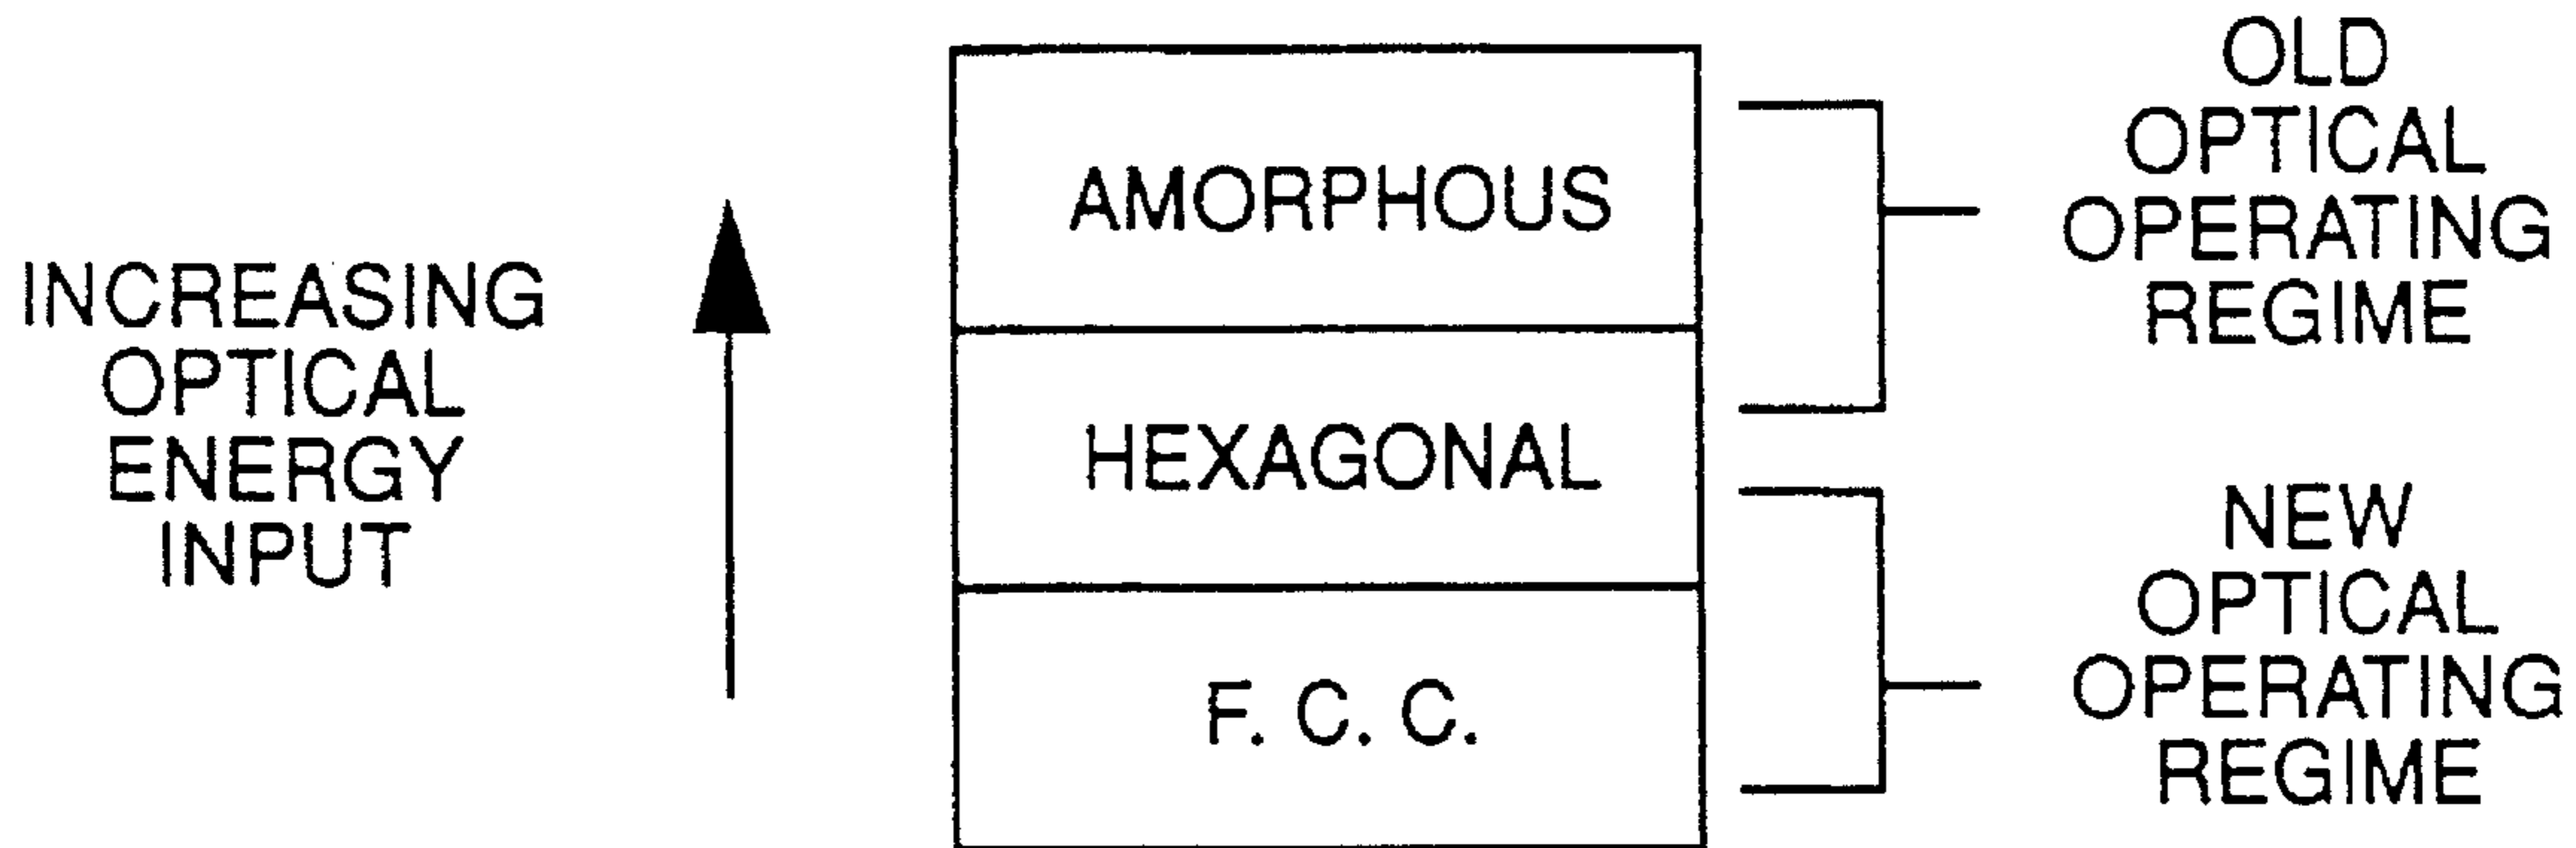 INCREASING
OPTICAL
ENERGY
INPUT
AMORPHOUS
HEXAGONAL
F. C. C.
OLD
OPTICAL
OPERATING
REGIME
NEW
OPTICAL
OPERATING
REGIME